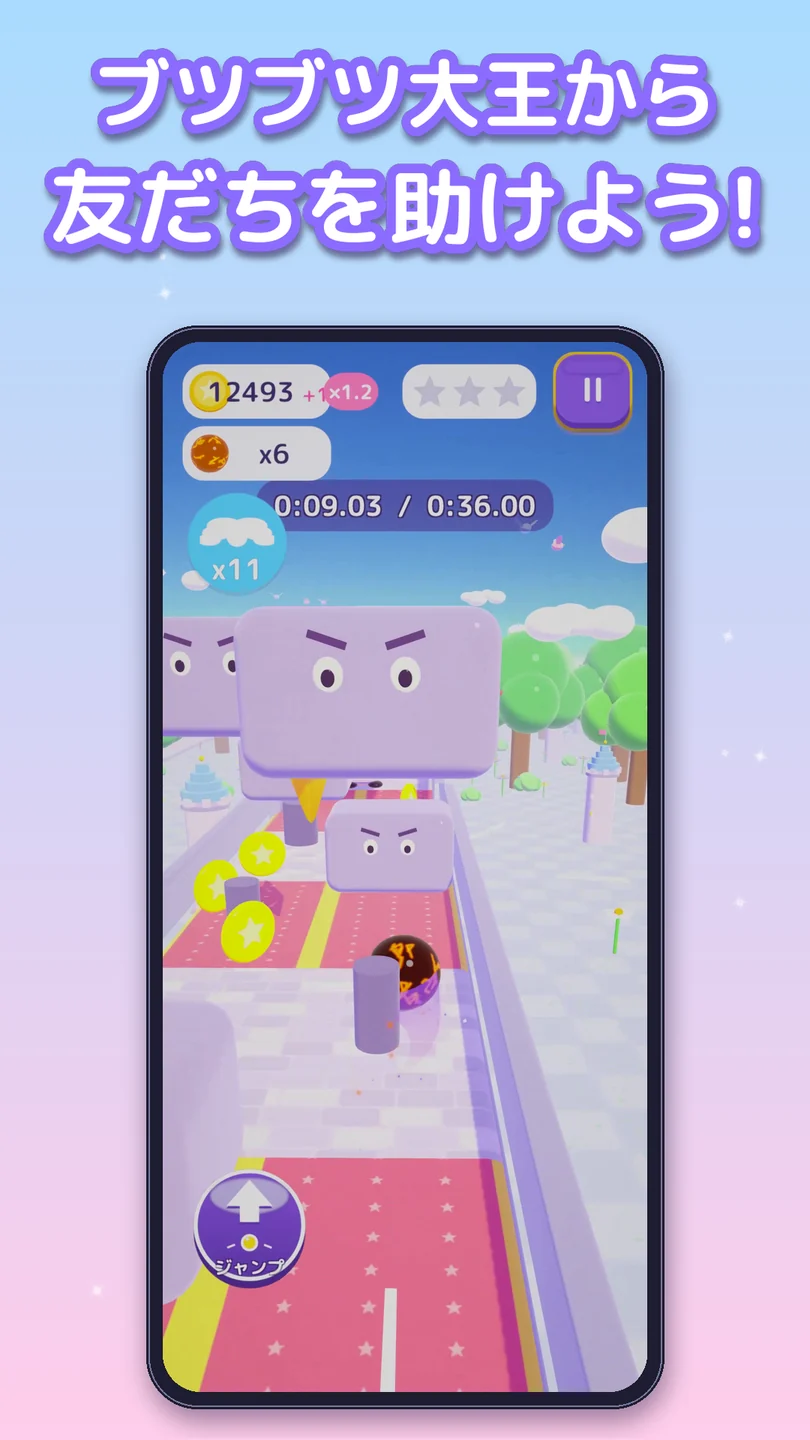 ブツブツ大王から
友だちを助けよう!
12493 +1 ×1.2
x6
0:09.03 / 0:36.00
x11
ジャンプ